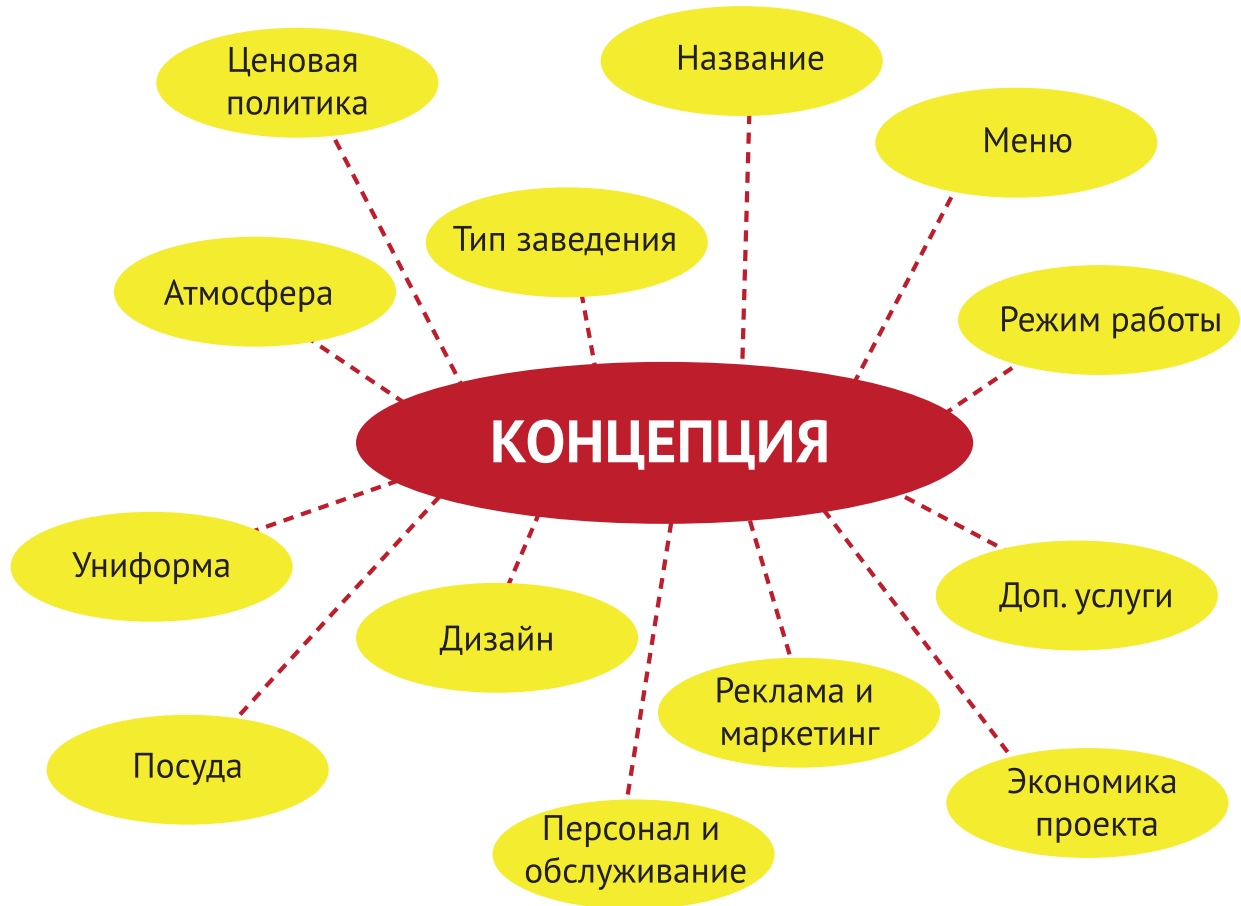 Ценовая
политика
Название
Меню
Тип заведения
Атмосфера
Режим работы
КОНЦЕПЦИЯ
Униформа
Доп. услуги
Дизайн
Реклама и
маркетинг
Посуда
Экономика
проекта
Персонал и
обслуживание